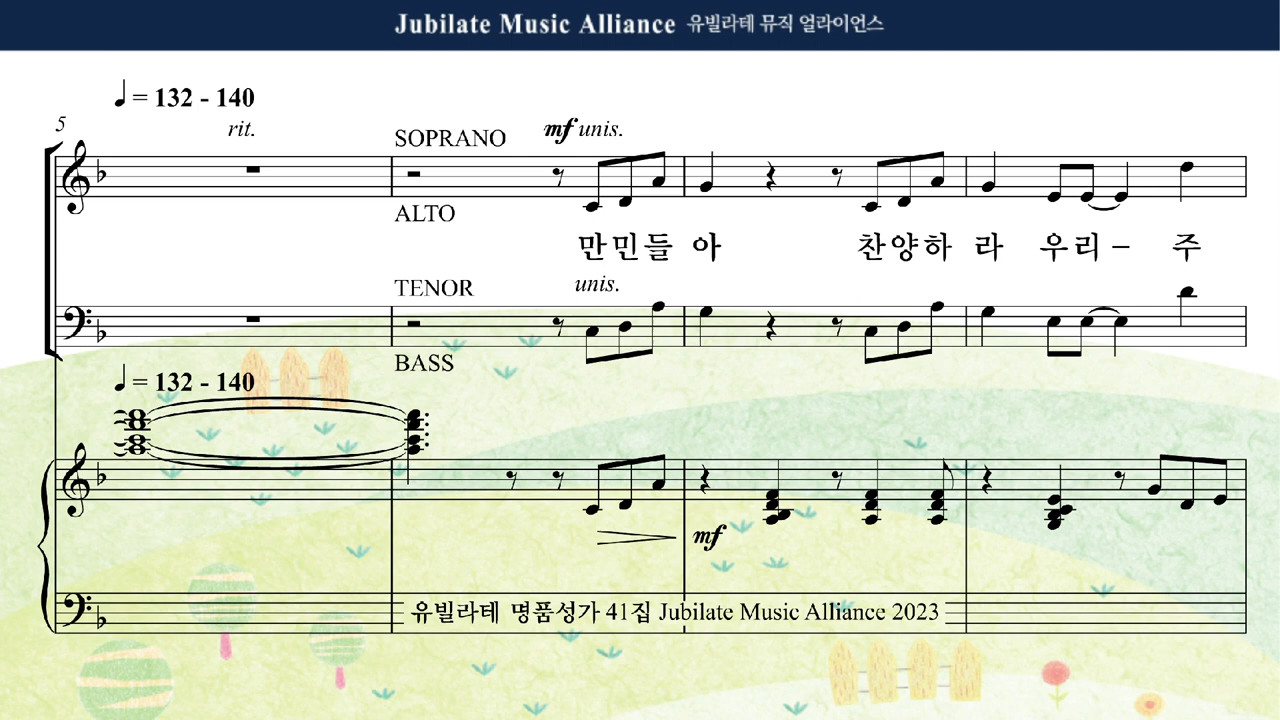 Jubilate Music Alliance 유빌라테 뮤직 얼라이언스
♩= 132 - 140
5
rit.
SOPRANO
mf unis.
ALTO
만민들 아 찬양하 라 우리 – 주
TENOR
unis.
BASS
♩= 132 - 140
mf
유빌라테 명품성가 41집 Jubilate Music Alliance 2023